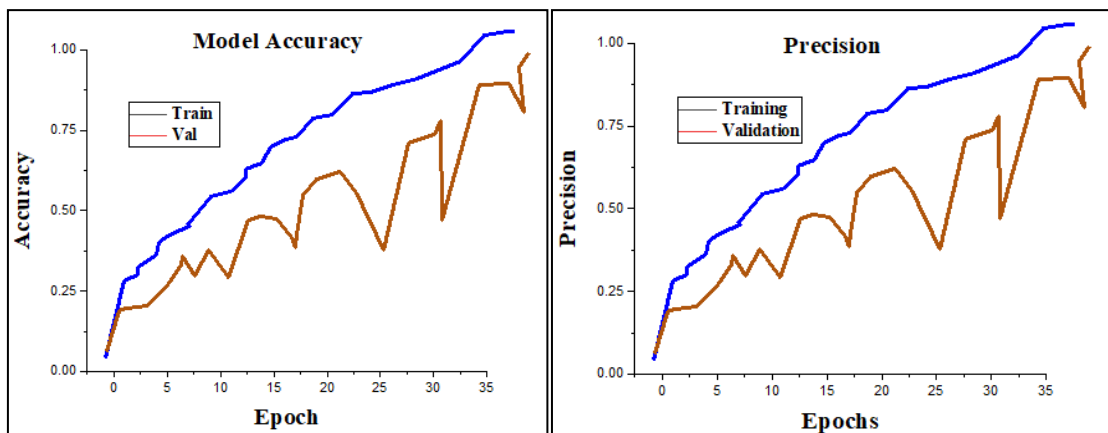 Model Accuracy
Train
Val
Accuracy
1.00
0.75
0.50
0.25
0.00
0 5 10 15 20 25 30 35
Epoch
Precision
Training
Validation
Precision
1.00
0.75
0.50
0.25
0.00
0 5 10 15 20 25 30 35
Epochs